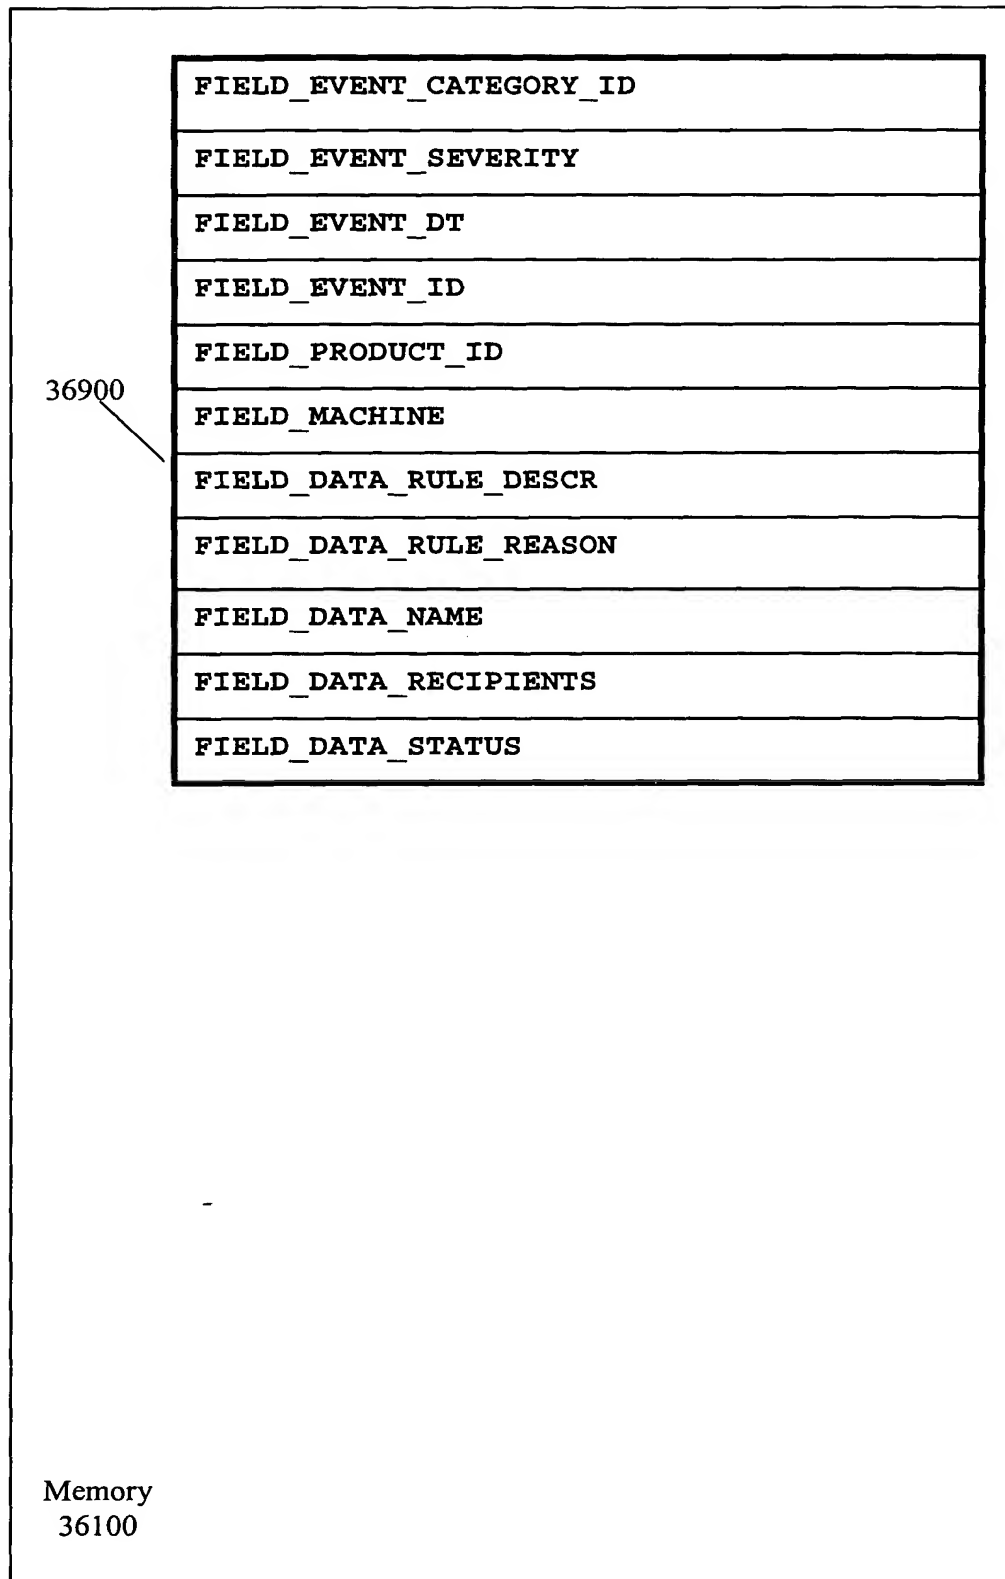 FIELD_EVENT_CATEGORY_ID
FIELD_EVENT_SEVERITY
FIELD_EVENT_DT
FIELD_EVENT_ID
FIELD_PRODUCT_ID
36900
FIELD_MACHINE
FIELD_DATA_RULE_DESCR
FIELD_DATA_RULE_REASON
FIELD_DATA_NAME
FIELD_DATA_RECIPIENTS
FIELD_DATA_STATUS
Memory
36100